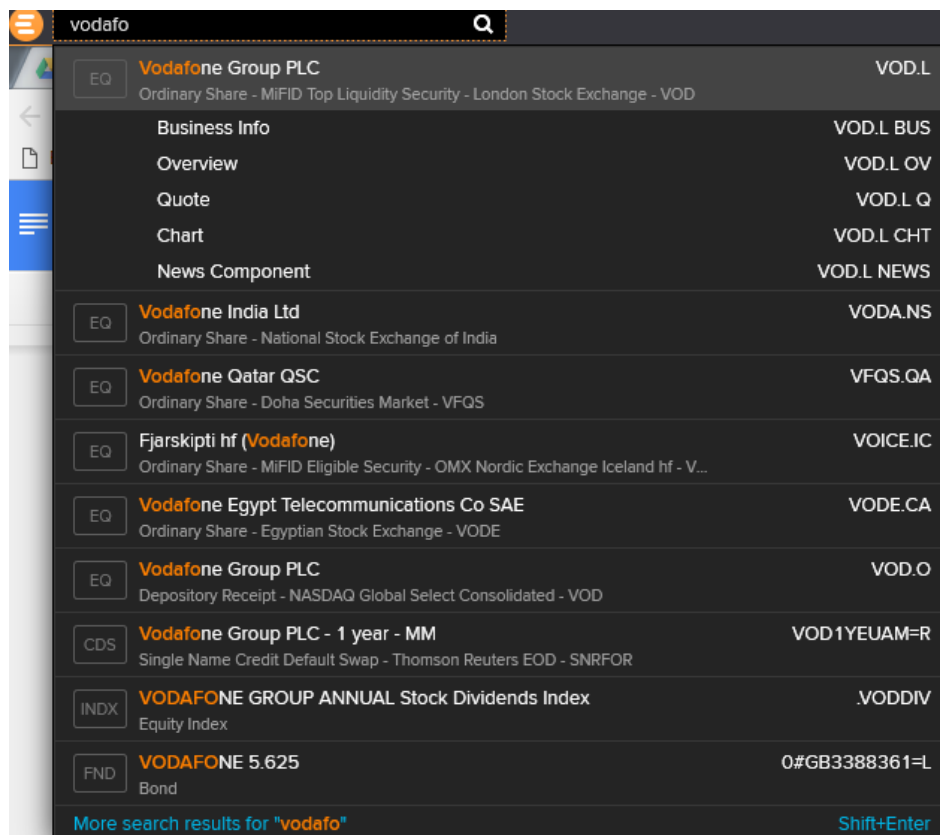 vodafo
EQ Vodafone Group PLC VOD.L
Ordinary Share - MiFID Top Liquidity Security - London Stock Exchange - VOD
Business Info VOD.L BUS
Overview VOD.L OV
Quote VOD.L Q
Chart VOD.L CHT
News Component VOD.L NEWS
EQ Vodafone India Ltd VODA.NS
Ordinary Share - National Stock Exchange of India
EQ Vodafone Qatar QSC VFQS.QA
Ordinary Share - Doha Securities Market - VFQS
EQ Fjarskipti hf (Vodafone) VOICE.IC
Ordinary Share - MiFID Eligible Security - OMX Nordic Exchange Iceland hf - V...
EQ Vodafone Egypt Telecommunications Co SAE VODE.CA
Ordinary Share - Egyptian Stock Exchange - VODE
EQ Vodafone Group PLC VOD.O
Depository Receipt - NASDAQ Global Select Consolidated - VOD
CDS Vodafone Group PLC - 1 year - MM VOD1YEUAM=R
Single Name Credit Default Swap - Thomson Reuters EOD - SNRFOR
INDX VODAFONE GROUP ANNUAL Stock Dividends Index .VODDIV
Equity Index
FND VODAFONE 5.625 0#GB3388361=L
Bond
More search results for "vodafo" Shift+Enter